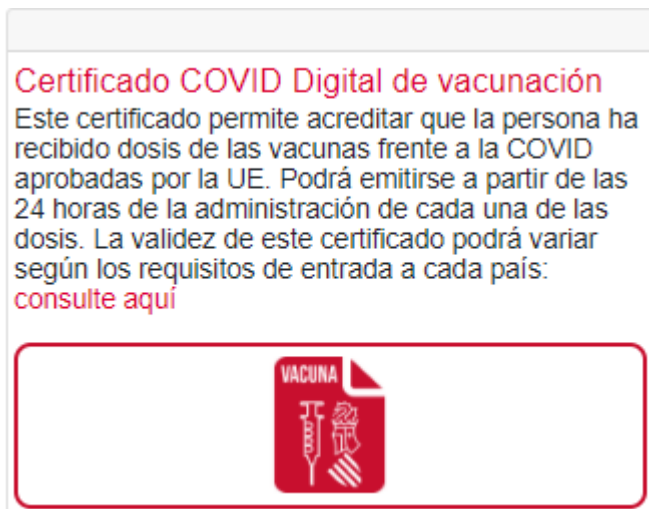 Certificado COVID Digital de vacunación
Este certificado permite acreditar que la persona ha
recibido dosis de las vacunas frente a la COVID
aprobadas por la UE. Podrá emitirse a partir de las
24 horas de la administración de cada una de las
dosis. La validez de este certificado podrá variar
según los requisitos de entrada a cada país:
consulte aquí
VACUNA